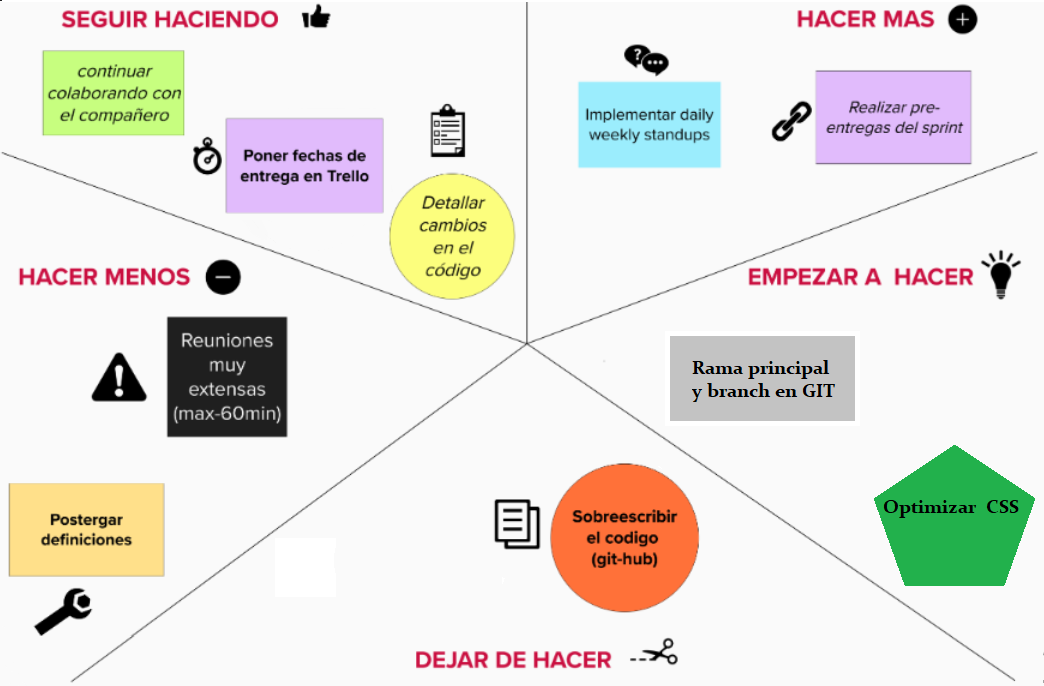 SEGUIR HACIENDO
continuar
colaborando con
el compañero
Poner fechas de
entrega en Trello
Detallar
cambios
en el
código
HACER MAS
Implementar daily
weekly standups
Realizar pre-
entregas del sprint
HACER MENOS
Reuniones
muy
extensas
(max-60min)
Postergar
definiciones
EMPEZAR A HACER
Rama principal
y branch en GIT
Optimizar CSS
Sobreescribir
el codigo
(git-hub)
DEJAR DE HACER